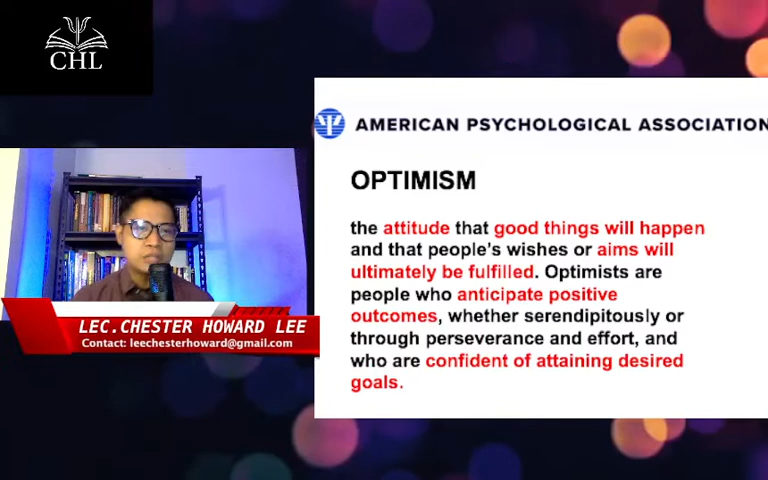 CHL
AMERICAN PSYCHOLOGICAL ASSOCIATION
OPTIMISM
the attitude that good things will happen
and that people's wishes or aims will
ultimately be fulfilled. Optimists are
people who anticipate positive
outcomes, whether serendipitously or
through perseverance and effort, and
who are confident of attaining desired
goals.
LEC.CHESTER HOWARD LEE
Contact: leechesterhoward@gmail.com